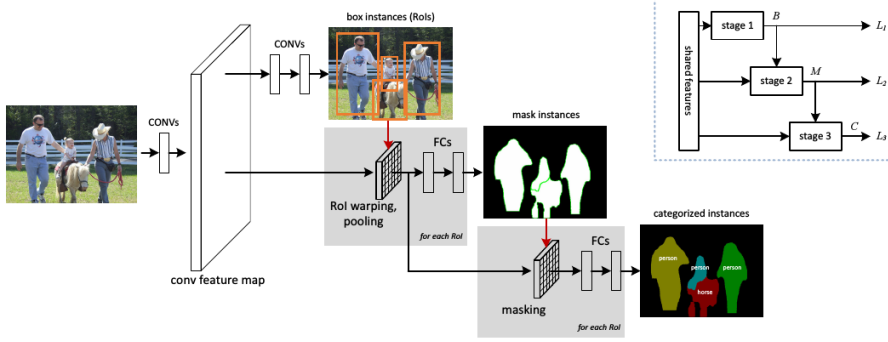 box instances (RoIs)
CONVs
CONVs
conv feature map
mask instances
FCs
RoI warping,
pooling
for each RoI
categorized instances
FCs
masking
for each RoI
person
person
person
horse
shared features
stage 1
B
L1
stage 2
M
L2
stage 3
C
L3